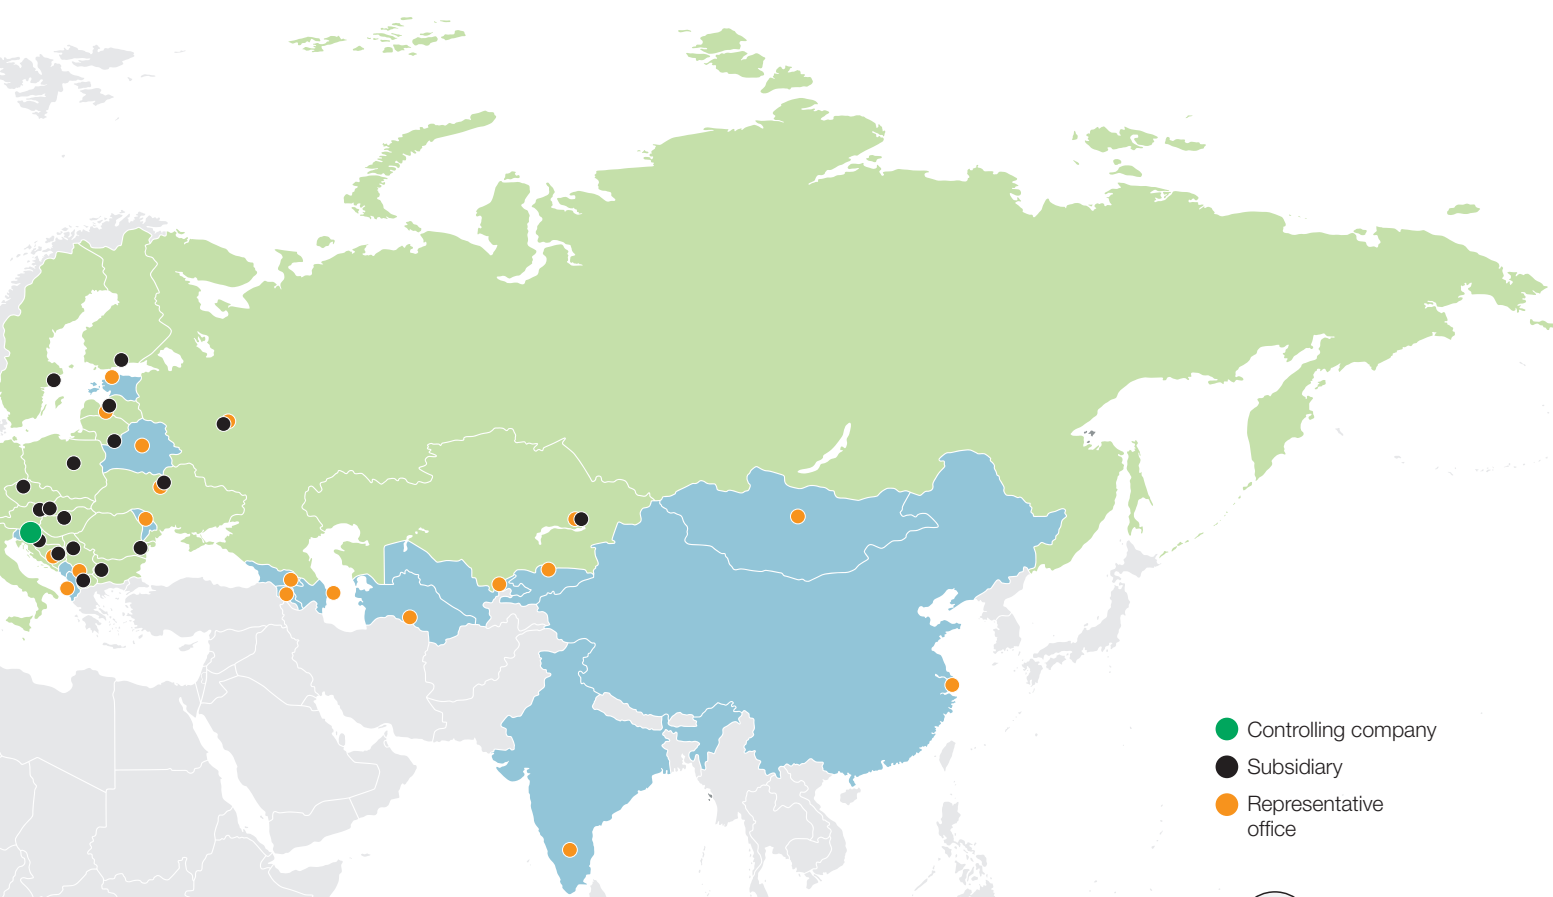 Controlling company
Subsidiary
Representative
office